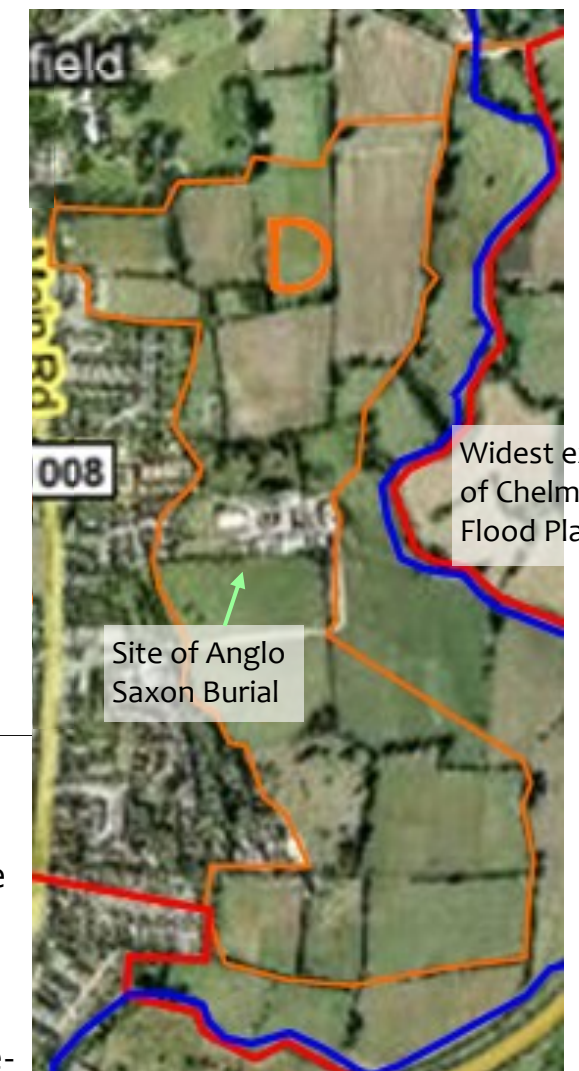 field
D
Main Rd
008
Widest e
of Chelm
Flood Pla
Site of Anglo
Saxon Burial
e
e-